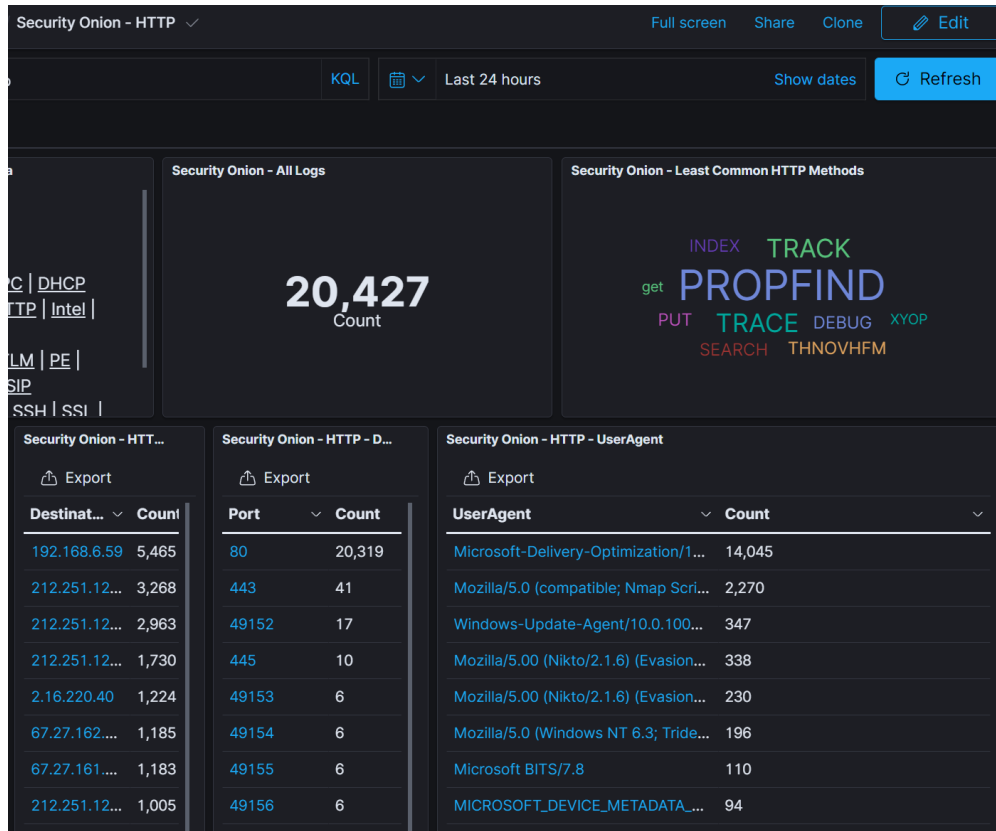 Security Onion - HTTP
Full screen Share Clone Edit
KQL Last 24 hours Show dates Refresh
Security Onion - All Logs
Security Onion - Least Common HTTP Methods
PC | DHCP
TTP | Intel |
LM | PE |
SIP
SSH | SSL |
20,427
Count
INDEX TRACK
get PROPFIND
PUT TRACE DEBUG XYOP
SEARCH THNOVHFM
Security Onion - HTT...
Export
Destinat... Count
192.168.6.59 5,465
212.251.12... 3,268
212.251.12... 2,963
212.251.12... 1,730
2.16.220.40 1,224
67.27.162.... 1,185
67.27.161.... 1,183
212.251.12... 1,005
Security Onion - HTTP - D...
Export
Port Count
80 20,319
443 41
49152 17
445 10
49153 6
49154 6
49155 6
49156 6
Security Onion - HTTP - UserAgent
Export
UserAgent Count
Microsoft-Delivery-Optimization/1... 14,045
Mozilla/5.0 (compatible; Nmap Scri... 2,270
Windows-Update-Agent/10.0.100... 347
Mozilla/5.00 (Nikto/2.1.6) (Evasion... 338
Mozilla/5.00 (Nikto/2.1.6) (Evasion... 230
Mozilla/5.0 (Windows NT 6.3; Tride... 196
Microsoft BITS/7.8 110
MICROSOFT_DEVICE_METADATA_... 94